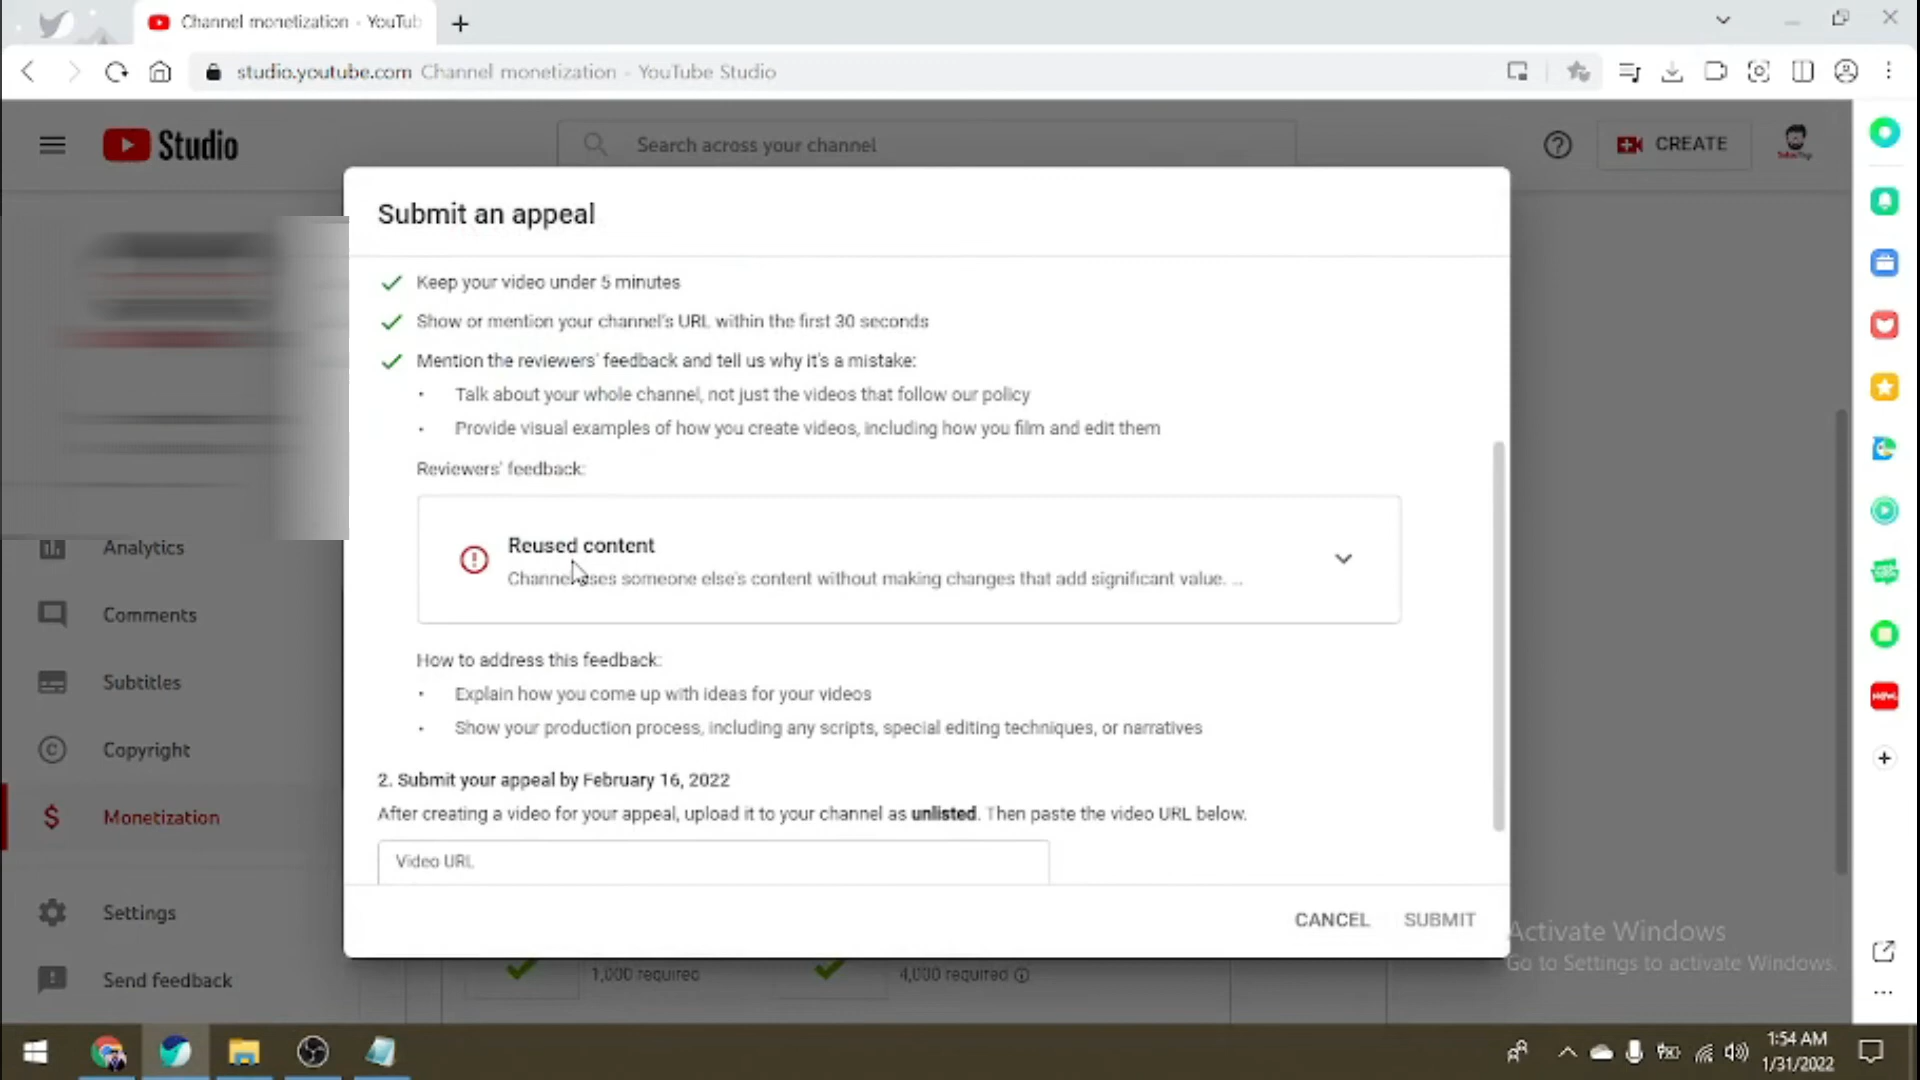 Channel monetization - YouTub
studio.youtube.com Channel monetization - YouTube Studio
Studio
Search across your channel
CREATE
Submit an appeal
Keep your video under 5 minutes
Show or mention your channel's URL within the first 30 seconds
Mention the reviewers' feedback and tell us why it's a mistake:
• Talk about your whole channel, not just the videos that follow our policy
• Provide visual examples of how you create videos, including how you film and edit them
Reviewers' feedback:
Reused content
Channel uses someone else's content without making changes that add significant value. ...
How to address this feedback:
• Explain how you come up with ideas for your videos
• Show your production process, including any scripts, special editing techniques, or narratives
2. Submit your appeal by February 16, 2022
After creating a video for your appeal, upload it to your channel as unlisted. Then paste the video URL below.
Video URL
CANCEL SUBMIT
Analytics
Comments
Subtitles
Copyright
Monetization
Settings
Send feedback
1,000 required
4,000 required
Activate Windows
Go to Settings to activate Windows.
1:54 AM
1/31/2022